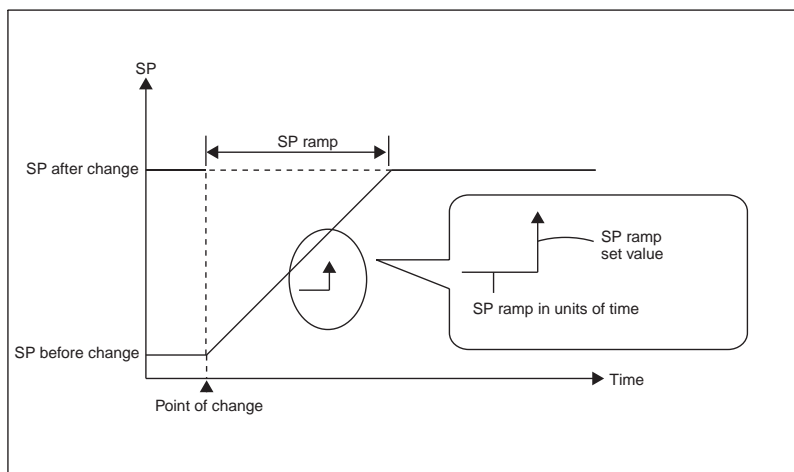 SP
SP ramp
SP after change
SP ramp
set value
SP ramp in units of time
SP before change
Time
Point of change